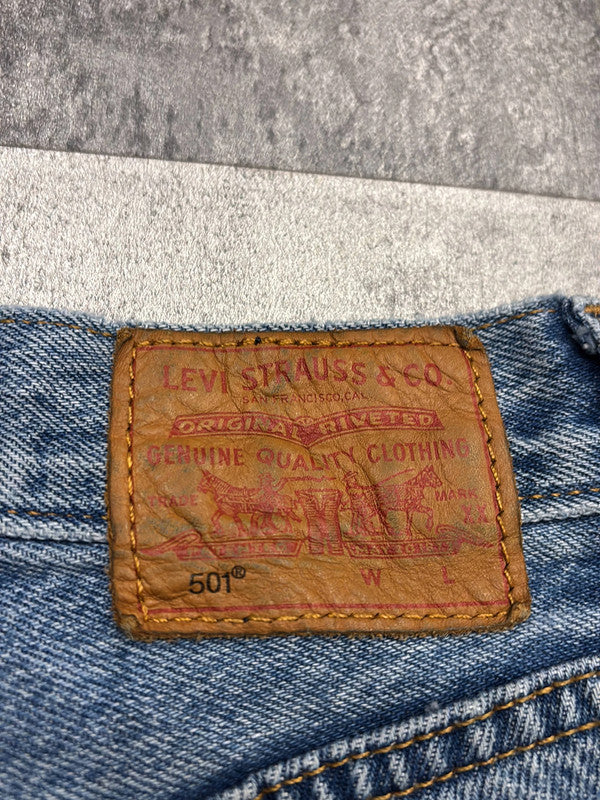 LEVI STRAUSS & CO.
SAN FRANCISCO, CAL.
ORIGINAL RIVETED
GENUINE QUALITY CLOTHING
TRADE MARK
XX
501® W L